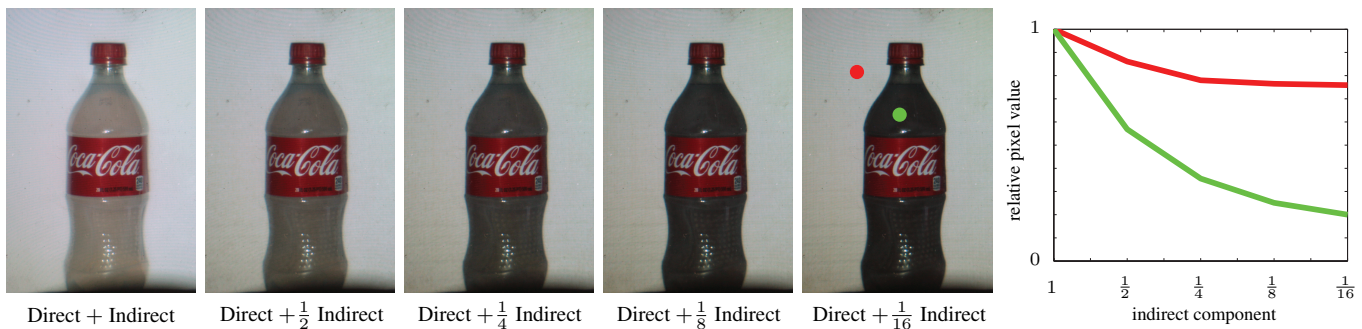 Coca-Cola
Coca-Cola
Coca-Cola
Coca-Cola
Coca-Cola
Direct + Indirect
Direct + 1/2 Indirect
Direct + 1/4 Indirect
Direct + 1/8 Indirect
Direct + 1/16 Indirect
1
relative pixel value
0
1 1/2 1/4 1/8 1/16
indirect component